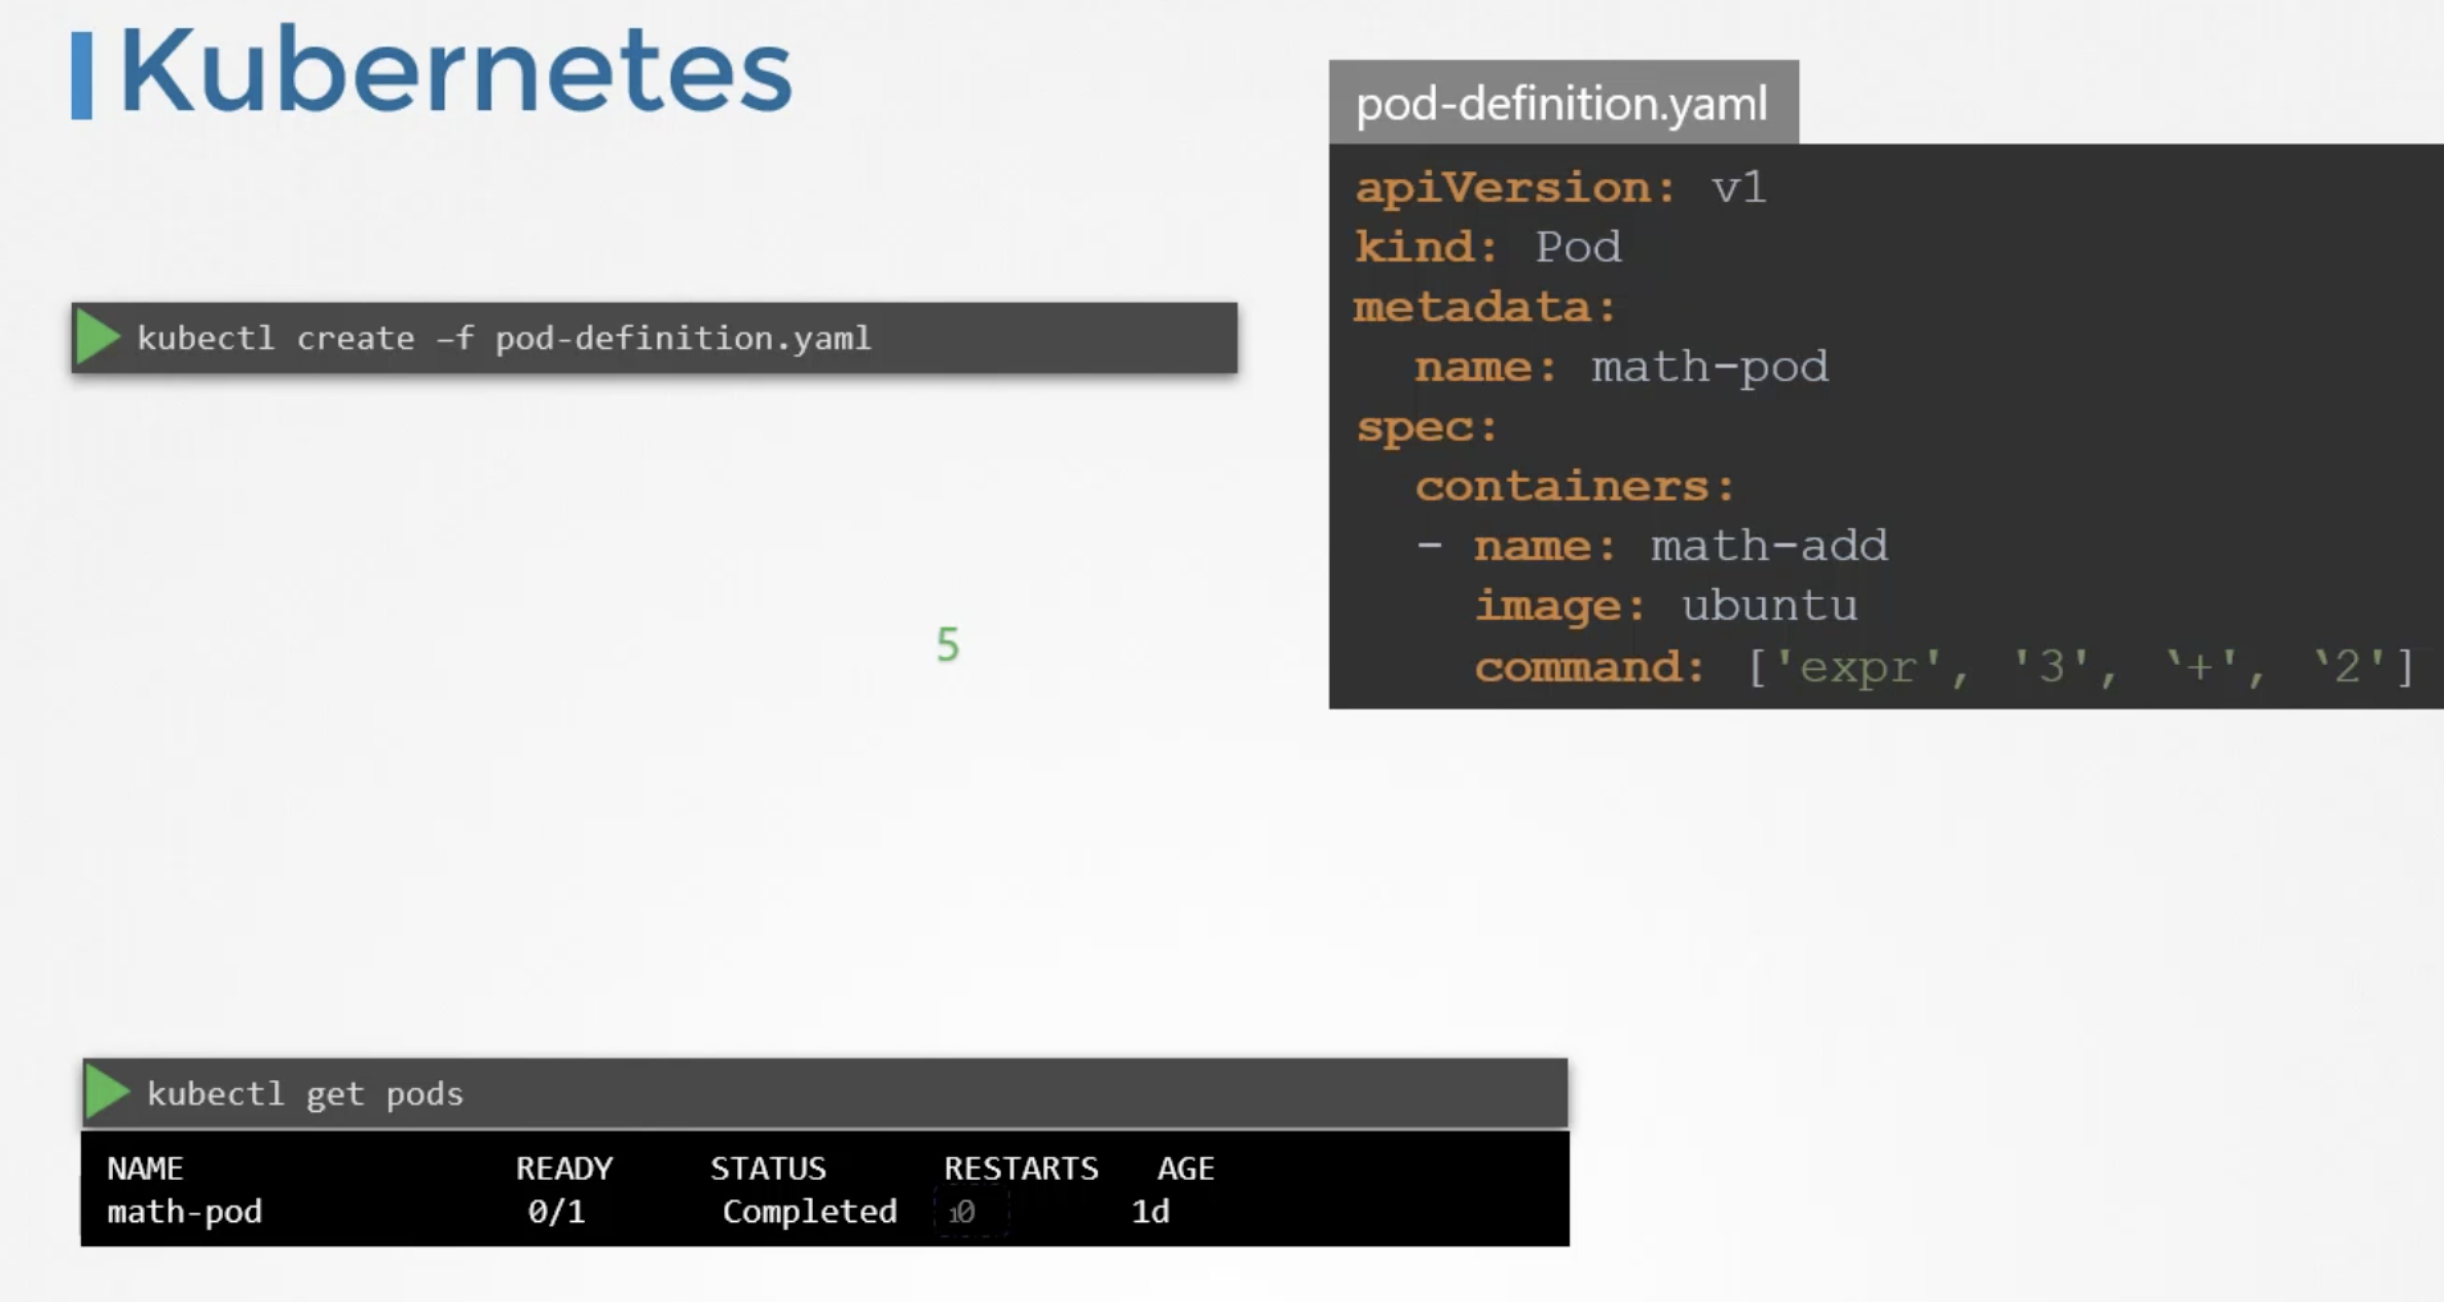 Kubernetes
pod-definition.yaml
apiVersion: v1
kind: Pod
metadata:
  name: math-pod
spec:
  containers:
  - name: math-add
    image: ubuntu
    command: ['expr', '3', `+', `2']
kubectl create –f pod-definition.yaml
5
kubectl get pods
NAME READY STATUS RESTARTS AGE
math-pod 0/1 Completed 1d